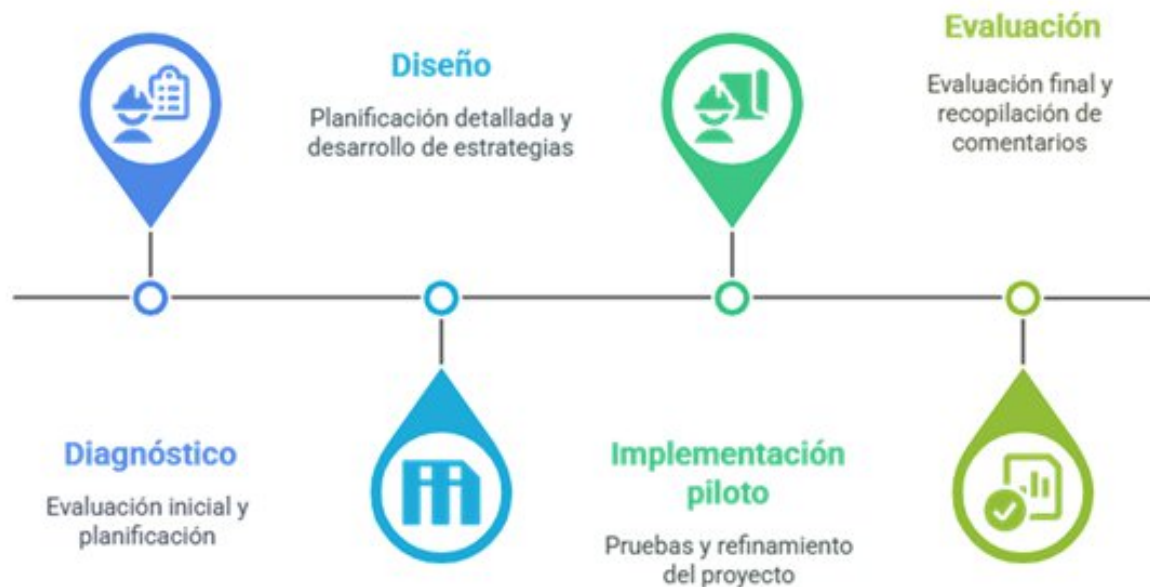 Diagnóstico
Evaluación inicial y
planificación
Diseño
Planificación detallada y
desarrollo de estrategias
Implementación
piloto
Pruebas y refinamiento
del proyecto
Evaluación
Evaluación final y
recopilación de
comentarios